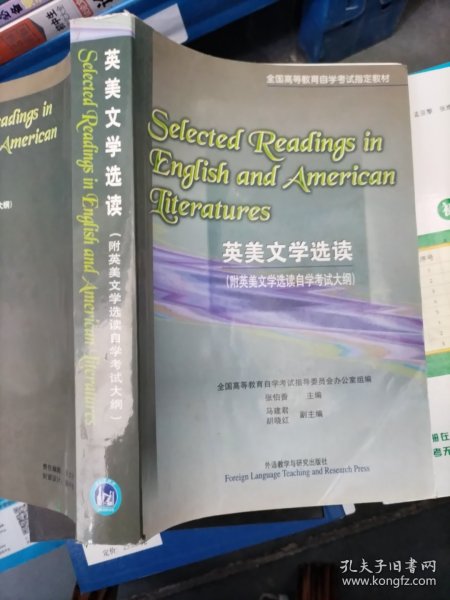 全国高等教育自学考试指定教材
Selected Readings in
English and American
Literatures
英美文学选读
(附英美文学选读自学考试大纲)
全国高等教育自学考试指导委员会办公室组编
张伯香 主编
马建君
胡晓红 副主编
外语教学与研究出版社
Foreign Language Teaching and Research Press
英美文学选读
(附英美文学选读自学考试大纲)
Selected Readings in English and American Literatures
eadings in
American
大纲)
定价
孔夫子旧书网
www.kongfz.com